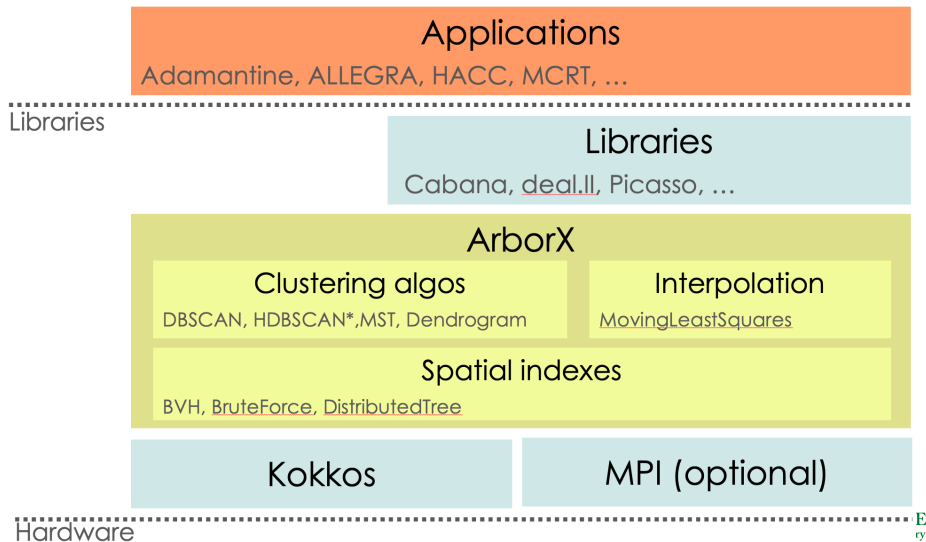 Applications
Adamantine, ALLEGRA, HACC, MCRT, ...
Libraries
Libraries
Cabana, deal.II, Picasso, ...
ArborX
Clustering algos
DBSCAN, HDBSCAN*,MST, Dendrogram
Interpolation
MovingLeastSquares
Spatial indexes
BVH, BruteForce, DistributedTree
Kokkos
MPI (optional)
Hardware
E
ry